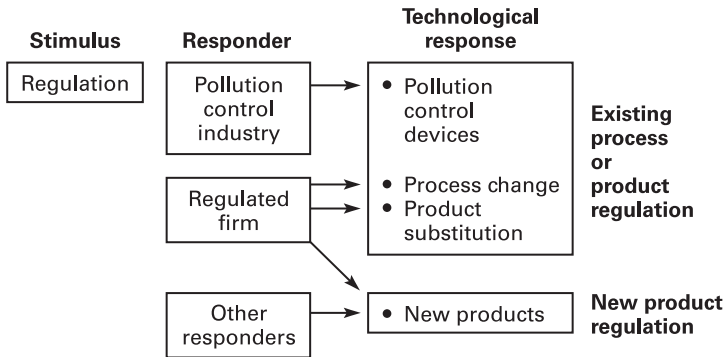 Stimulus
Responder
Technological
response
Regulation
Pollution
control
industry
• Pollution
control
devices
Existing
process
or
product
regulation
Regulated
firm
• Process change
• Product
substitution
Other
responders
• New products
New product
regulation